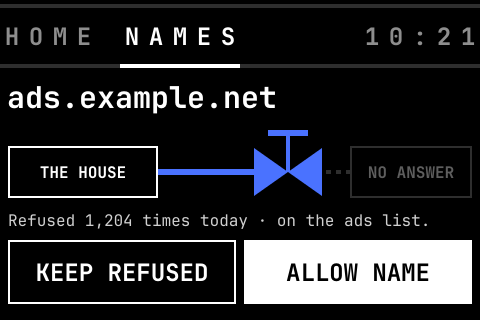 HOME NAMES 10:21
ads.example.net
THE HOUSE NO ANSWER
Refused 1,204 times today · on the ads list.
KEEP REFUSED ALLOW NAME